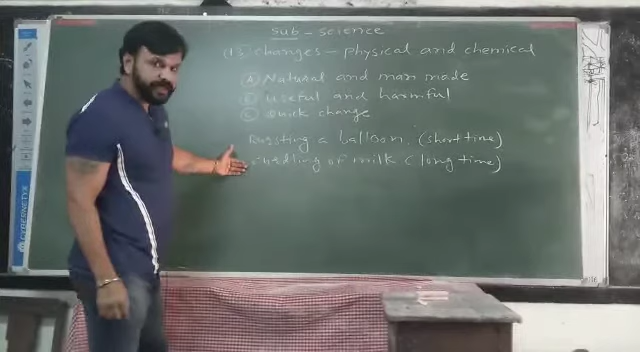 Sub - Science
(13) Changes - physical and chemical
(A) Natural and man made
(B) Useful and harmful
(C) Quick change
Bursting a balloon. (short time)
curdling of milk (long time)
CYBERNETYX